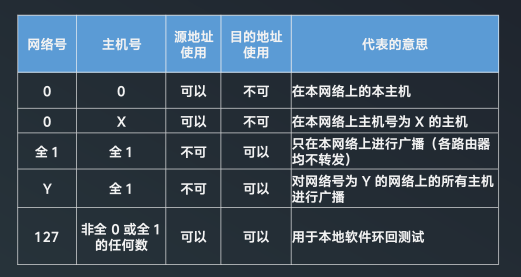 网络号 主机号 源地址使用 目的地址使用 代表的意思
0 0 可以 不可 在本网络上的本主机
0 X 可以 不可 在本网络上主机号为 X 的主机
全 1 全 1 不可 可以 只在本网络上进行广播（各路由器
均不转发）
Y 全 1 不可 可以 对网络号为 Y 的网络上的所有主机
进行广播
127 非全 0 或全 1
的任何数 可以 可以 用于本地软件环回测试